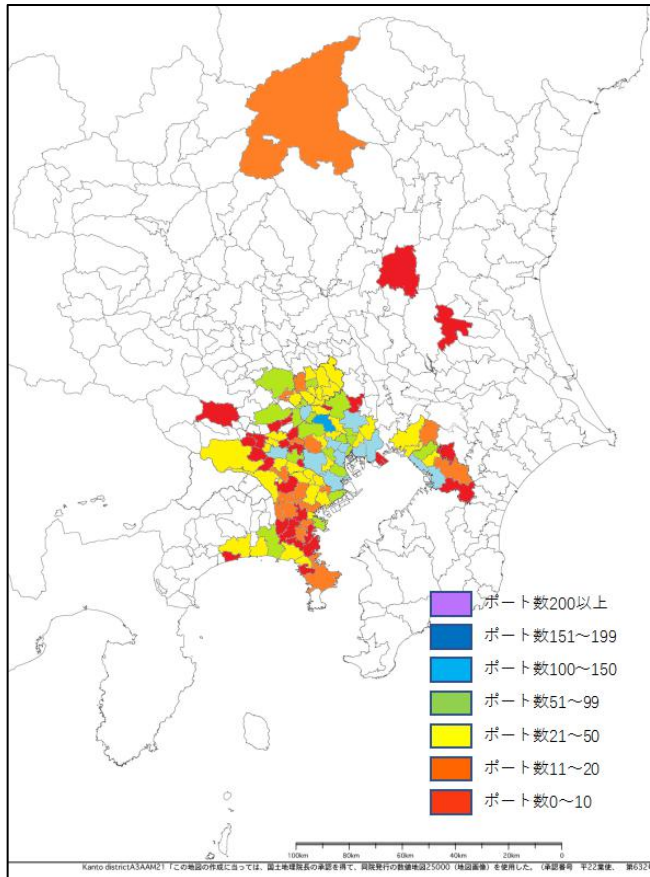 ポート数200以上
ポート数151～199
ポート数100～150
ポート数51～99
ポート数21～50
ポート数11～20
ポート数0～10
100km 80km 60km 40km 20km 0km
Kanto districtA3AAM21「この地図の作成に当っては、国土地理院長の承認を得て、同院発行の数値地図25000（地図画像）を使用した。（承認番号 平22業使、 第632